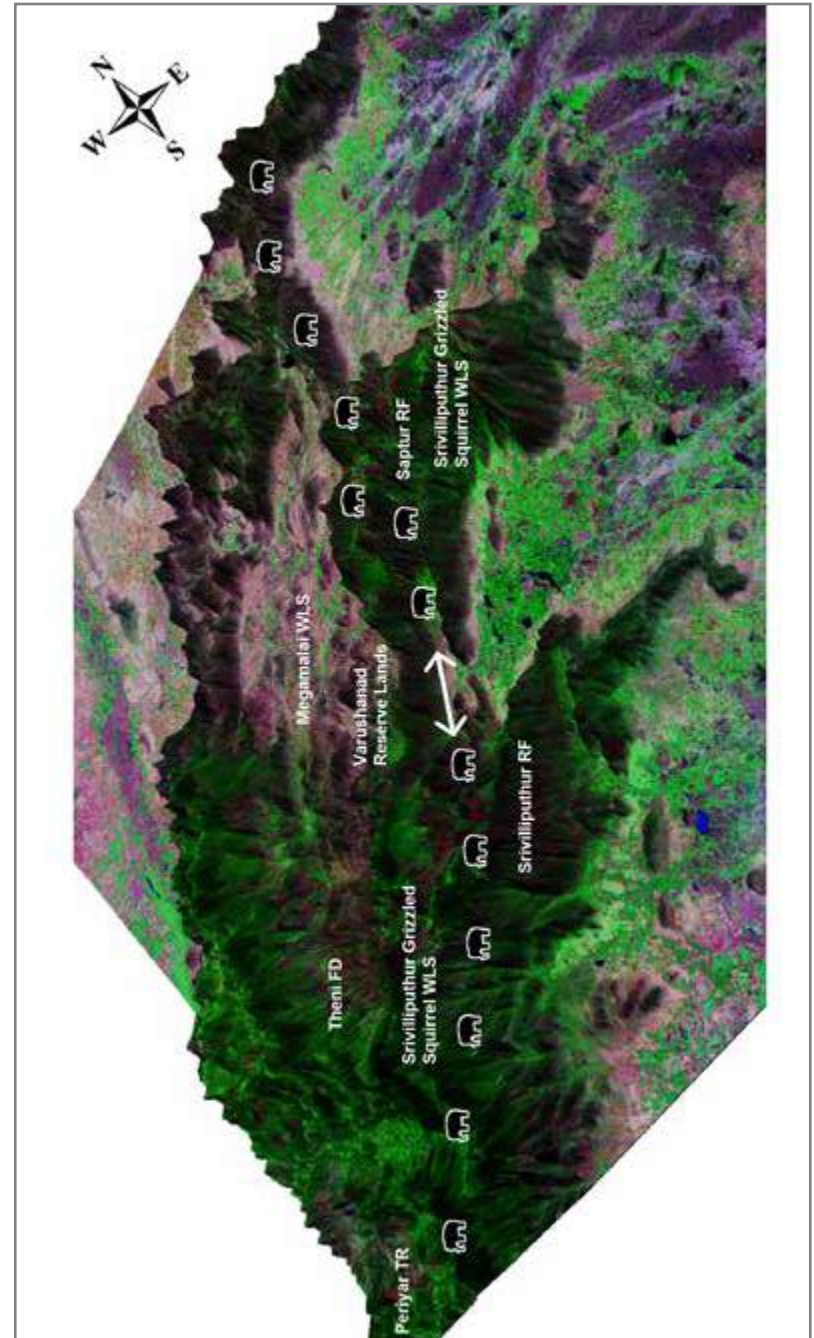 N
E
W
S
Srivilliputhur Grizzled
Squirrel WLS
Saptur RF
Megamalai WLS
Varushanad
Reserve Lands
Srivilliputhur RF
Theni FD
Srivilliputhur Grizzled
Squirrel WLS
Periyar TR